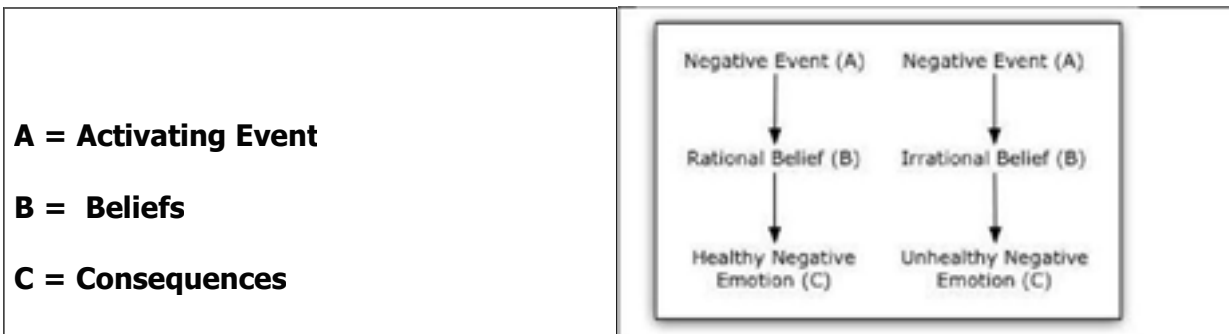 A = Activating Event
B = Beliefs
C = Consequences
Negative Event (A) Negative Event (A)
Rational Belief (B) Irrational Belief (B)
Healthy Negative Unhealthy Negative
Emotion (C) Emotion (C)